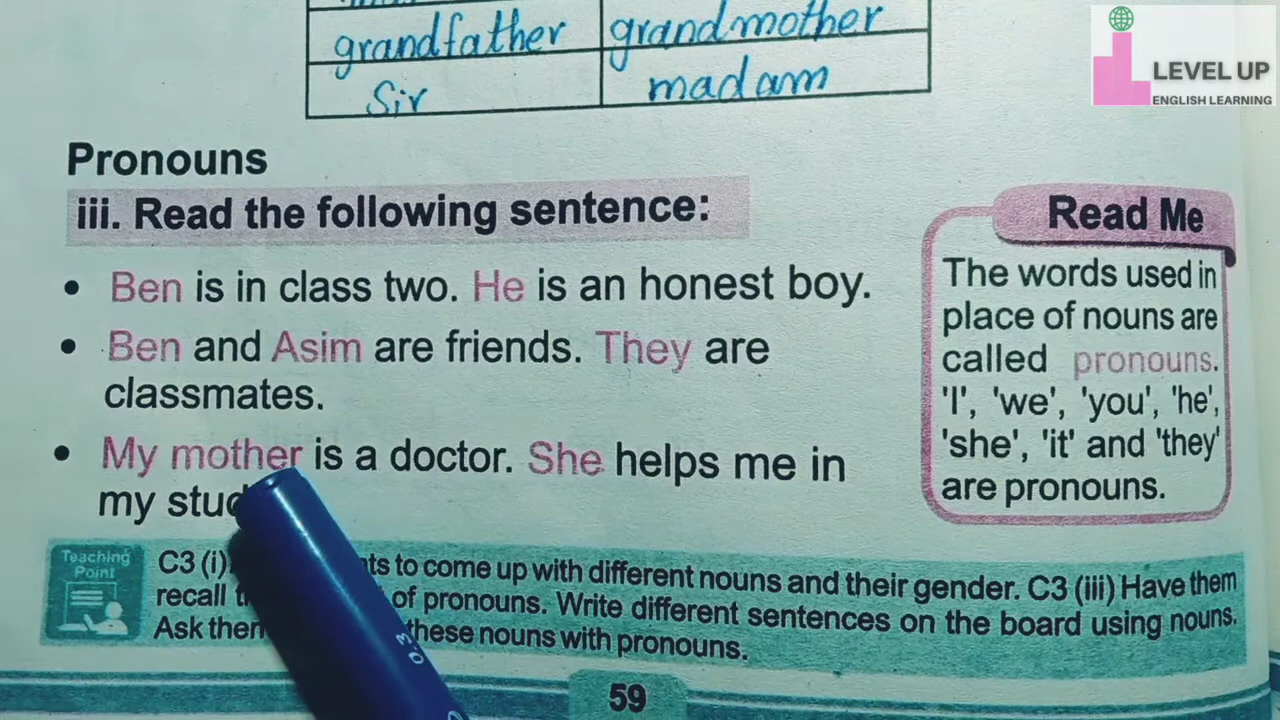 grandfather grandmother
Sir madam
LEVEL UP
ENGLISH LEARNING
Pronouns
iii. Read the following sentence:
• Ben is in class two. He is an honest boy.
• Ben and Asim are friends. They are
classmates.
• My mother is a doctor. She helps me in
my stud
Read Me
The words used in
place of nouns are
called pronouns.
'I', 'we', 'you', 'he',
'she', 'it' and 'they'
are pronouns.
Teaching
Point
C3 (i) to come up with different nouns and their gender. C3 (iii) Have them
recall of pronouns. Write different sentences on the board using nouns.
Ask these nouns with pronouns.
0.3
59